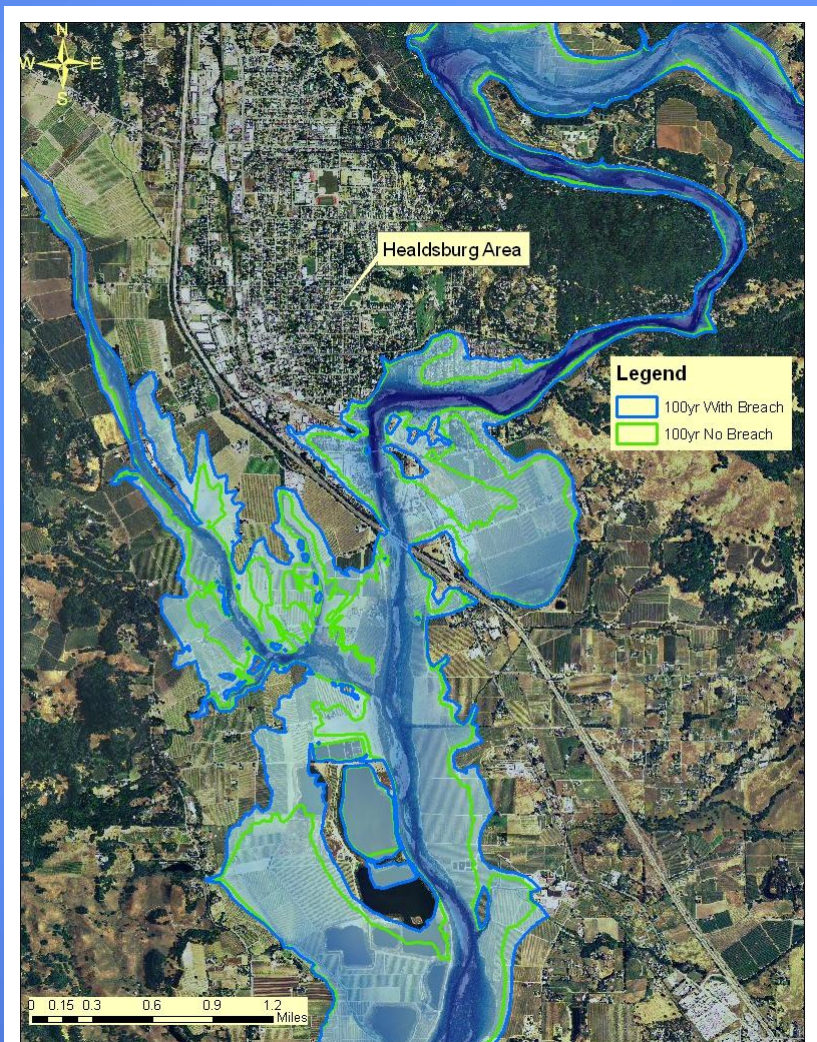 N
W E
S
Healdsburg Area
Legend
100yr With Breach
100yr No Breach
0 0.15 0.3 0.6 0.9 1.2
Miles